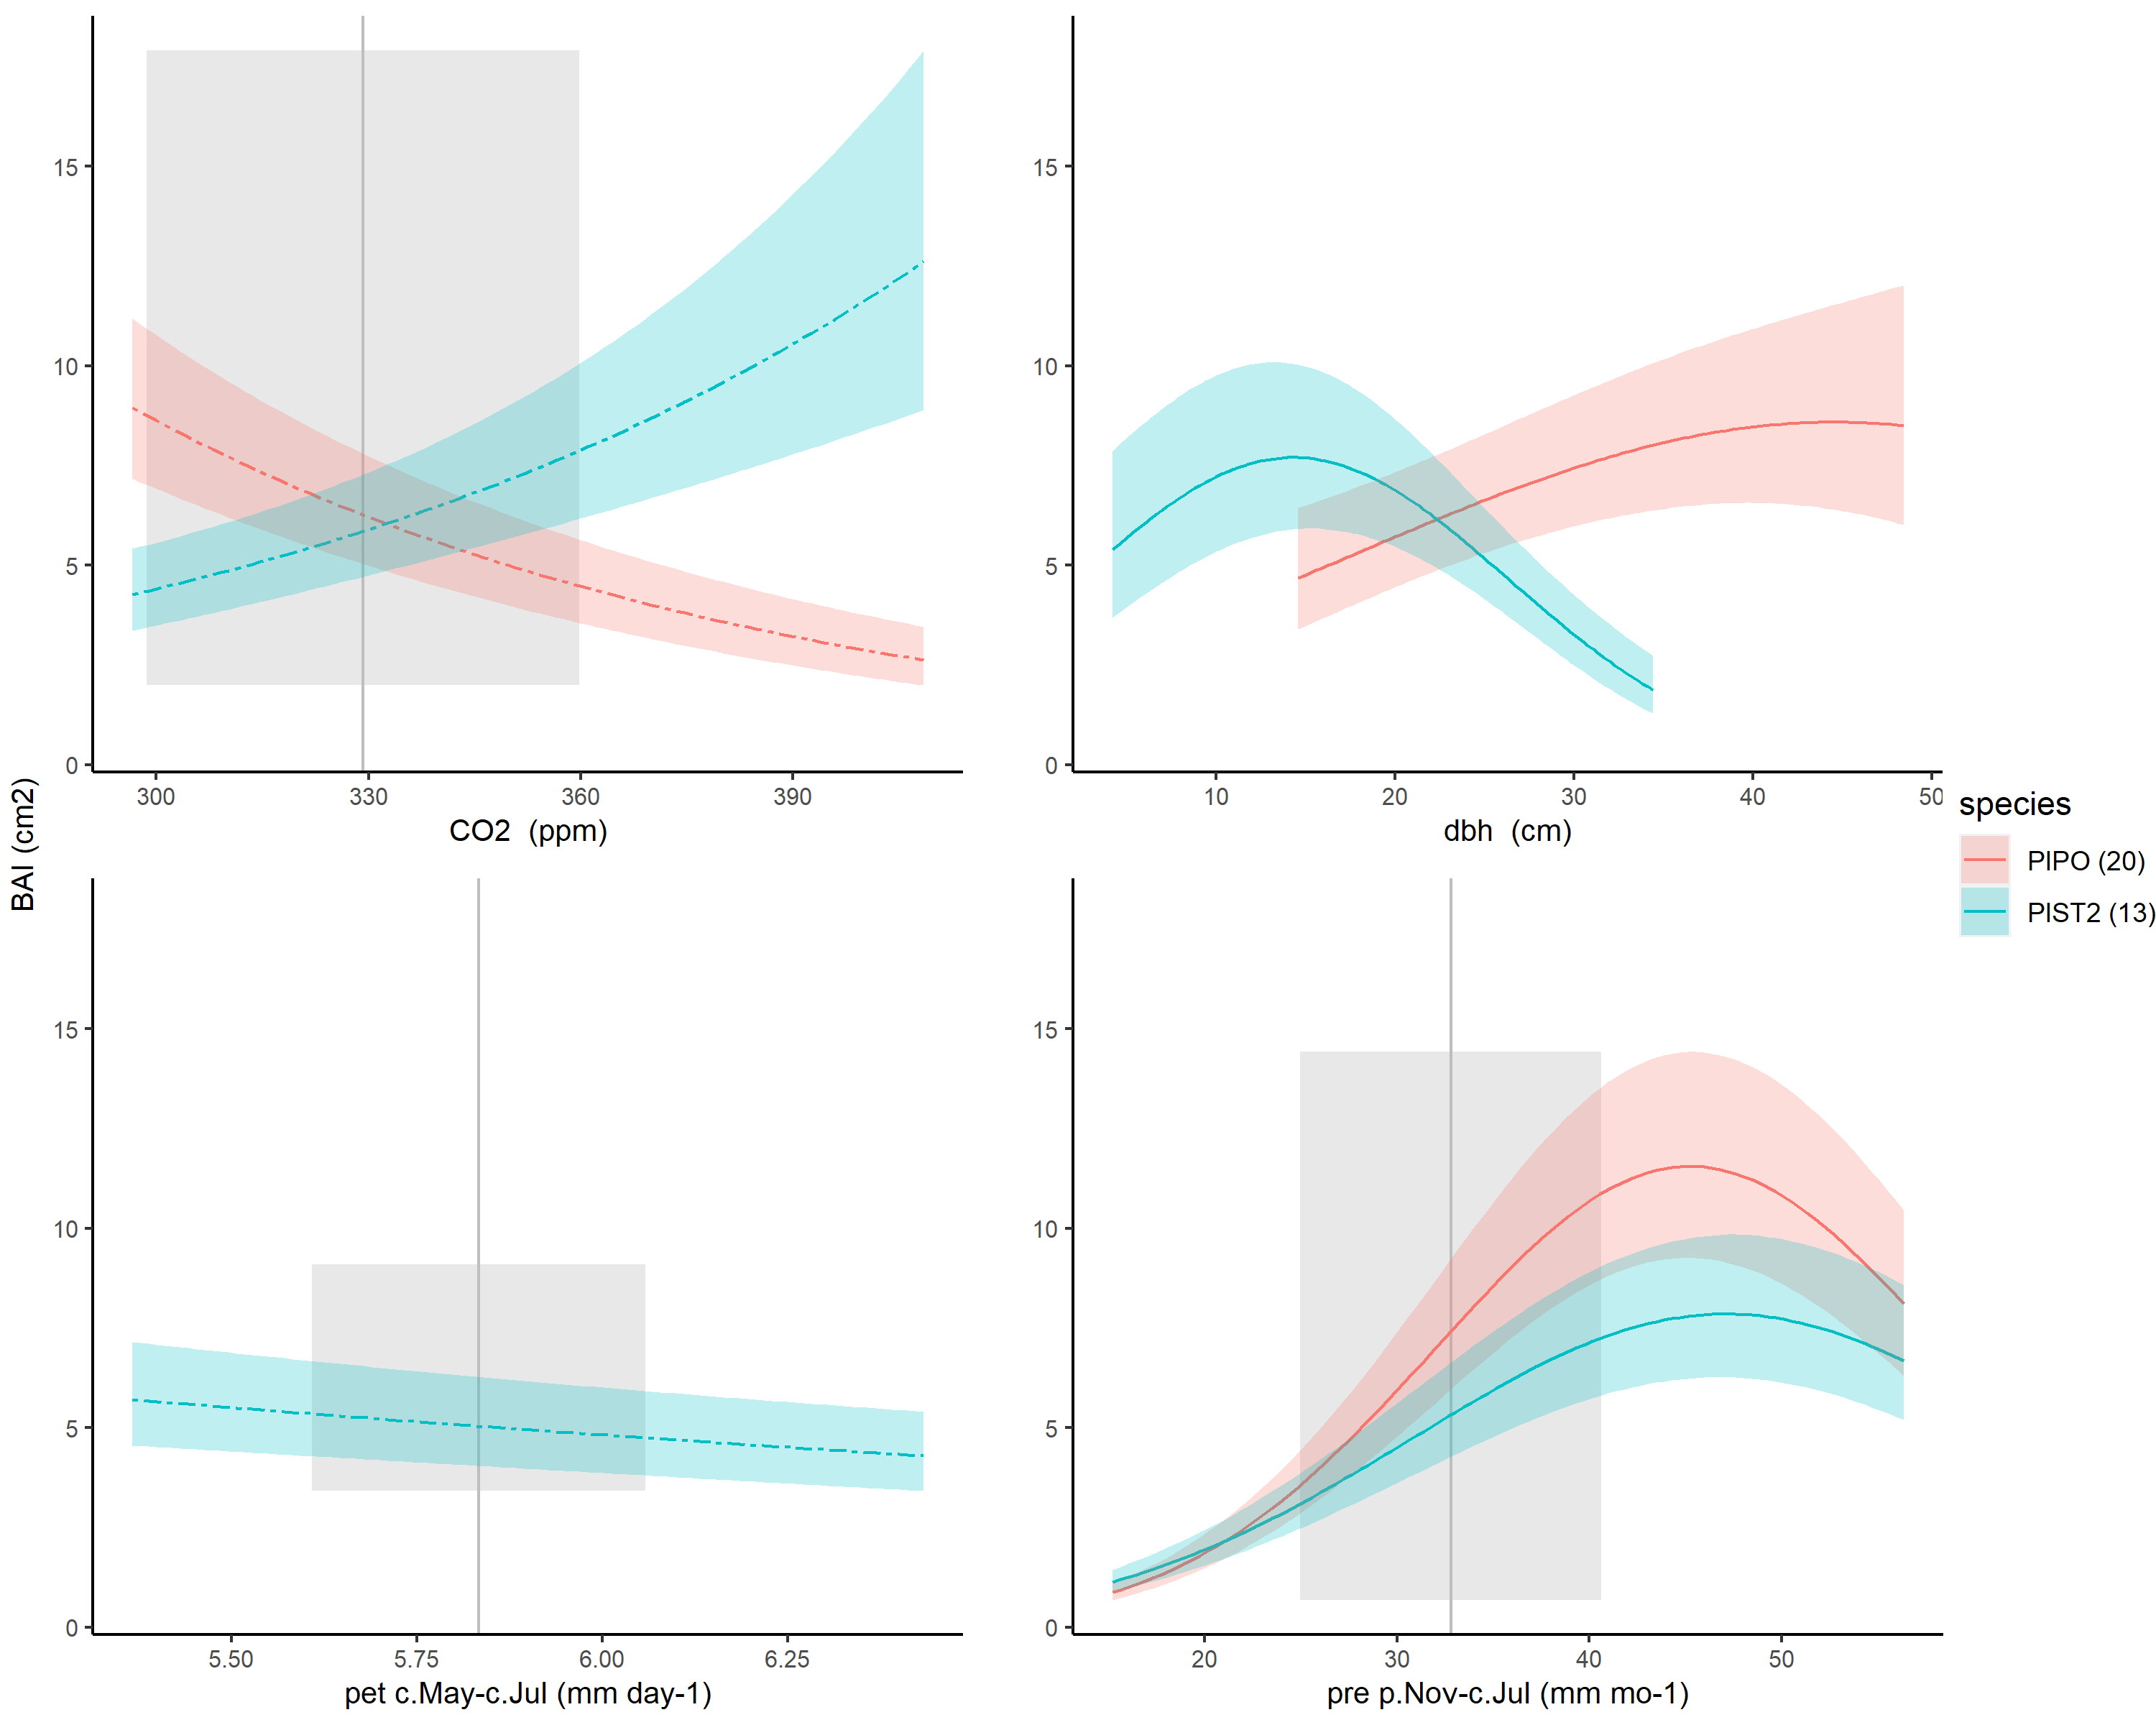 BAI (cm2)
15
10
5
0
300 330 360 390
CO2 (ppm)
15
10
5
0
10 20 30 40 50
dbh (cm)
15
10
5
0
5.50 5.75 6.00 6.25
pet c.May-c.Jul (mm day-1)
15
10
5
0
20 30 40 50
pre p.Nov-c.Jul (mm mo-1)
species
PIPO (20)
PIST2 (13)